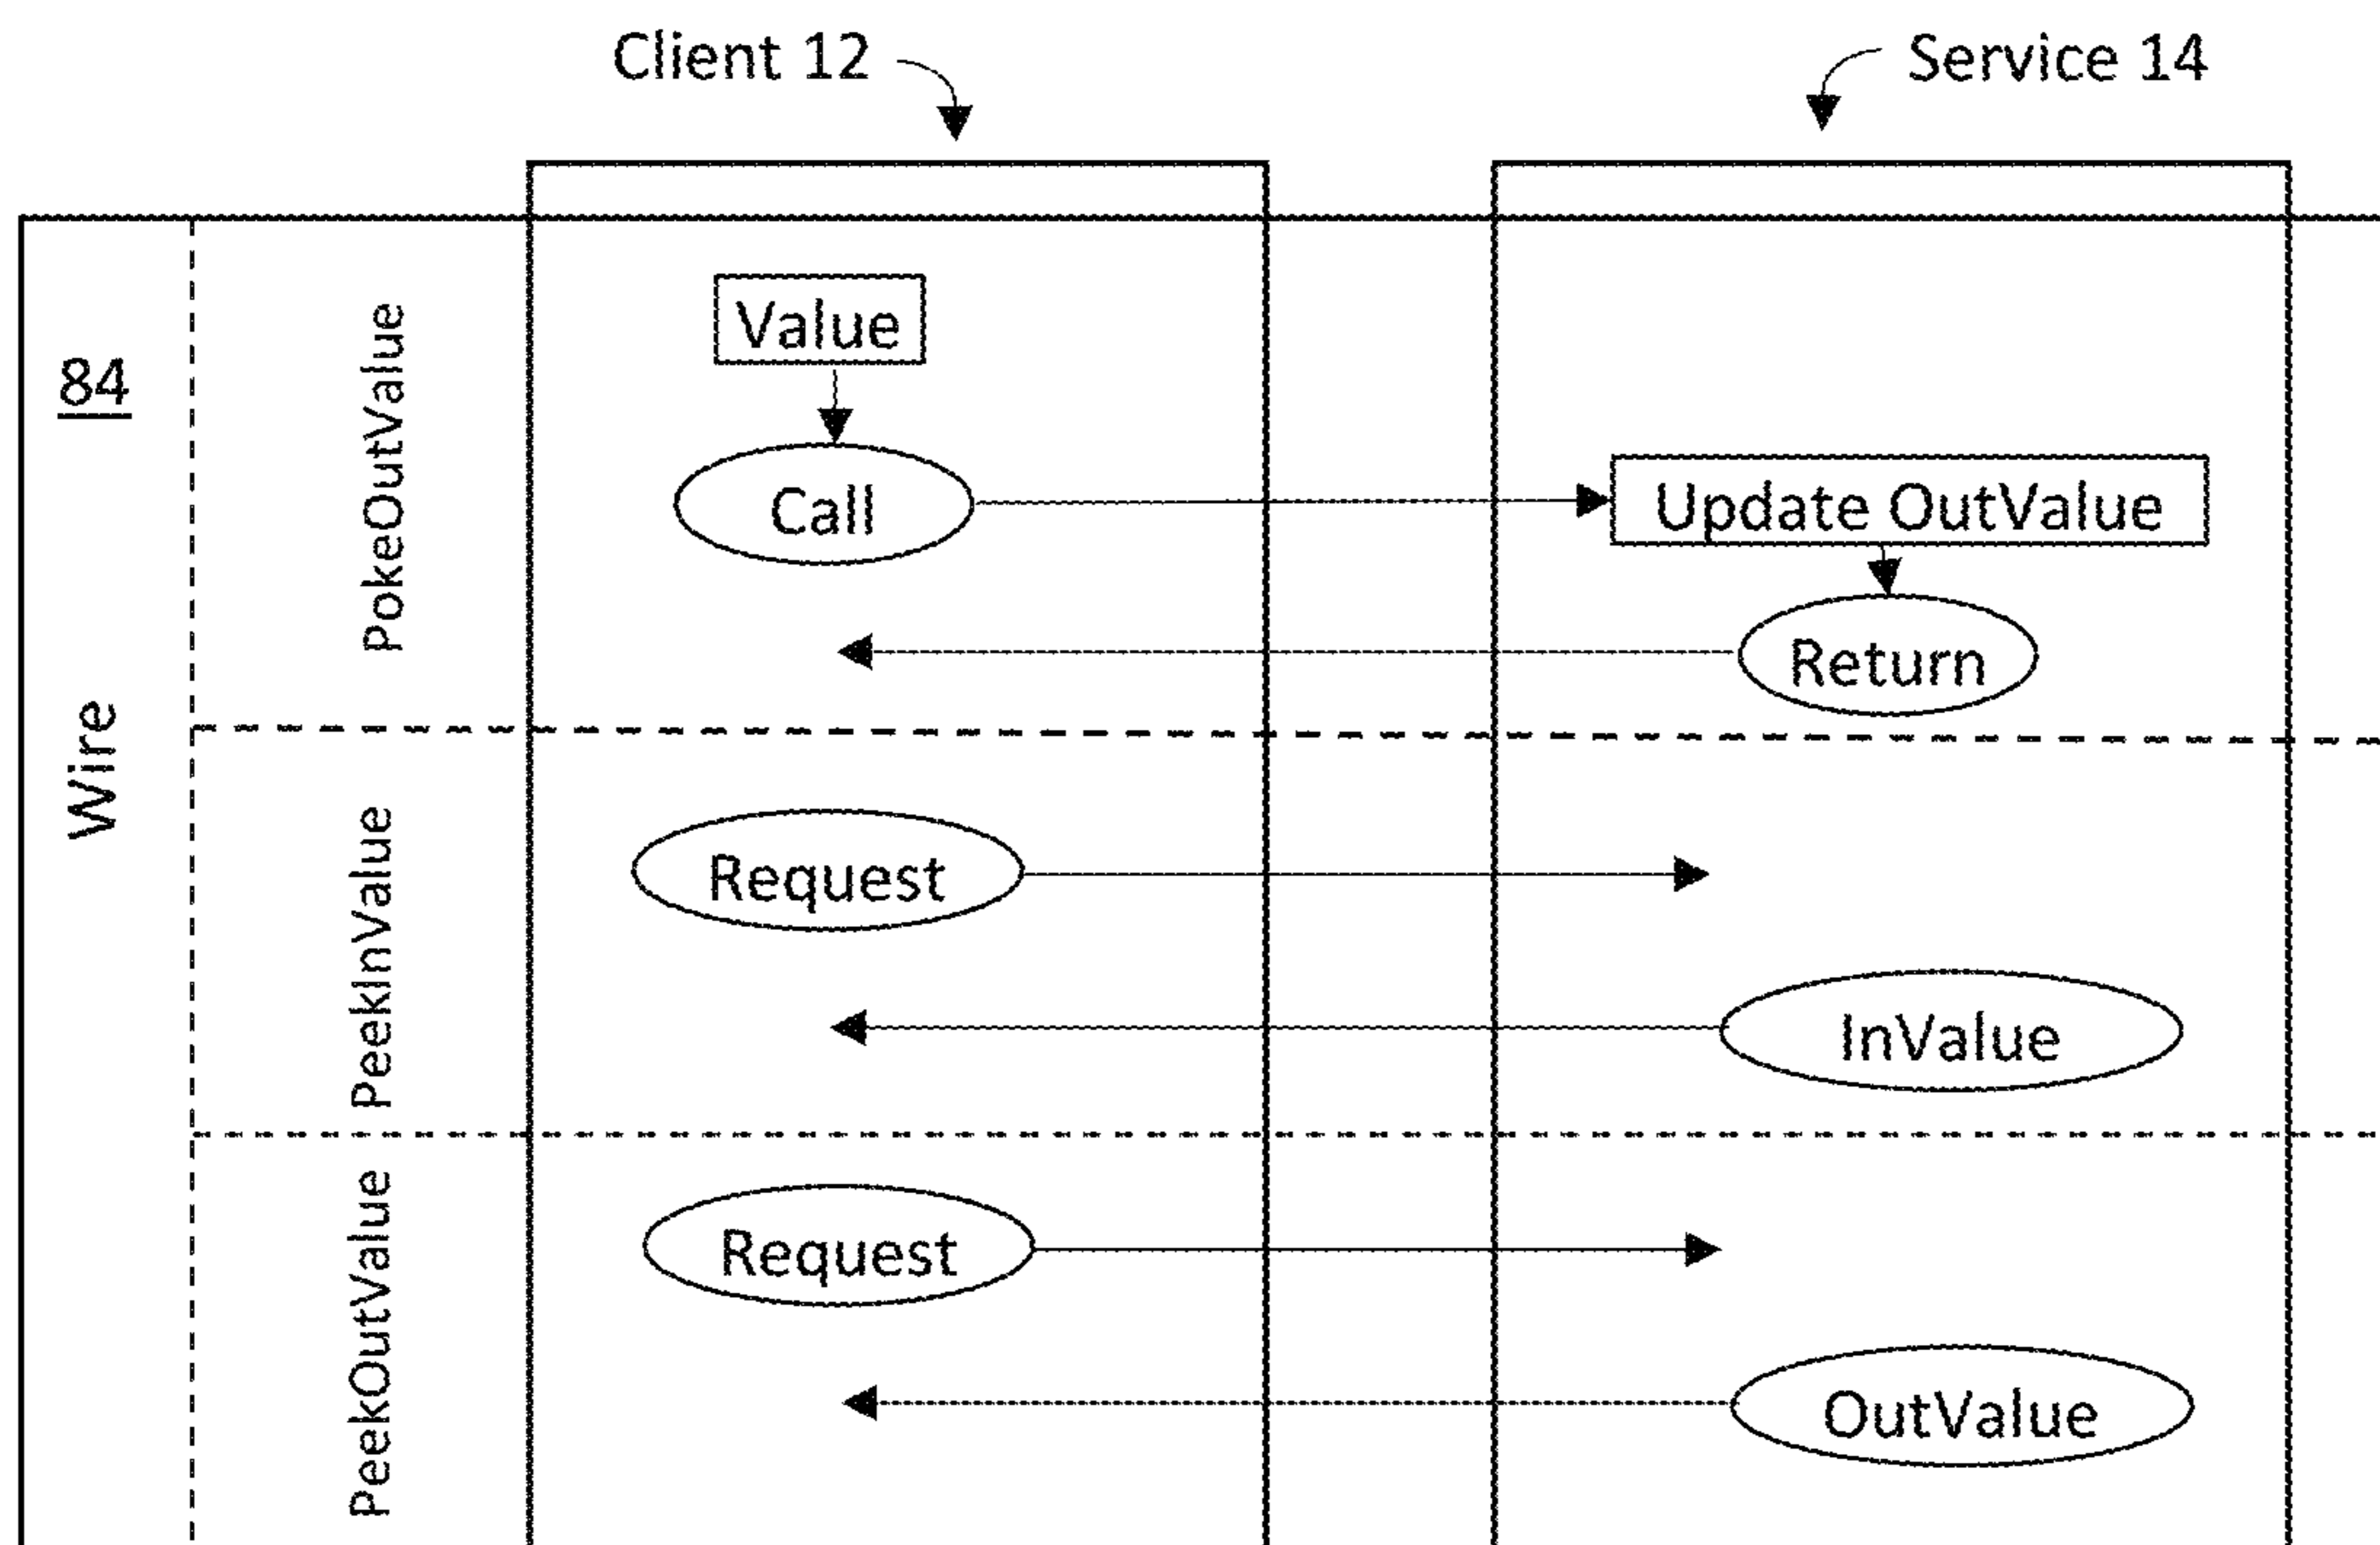 Client 12
Service 14
84
Wire
PokeOutValue
Value
Call
Update OutValue
Return
PeekInValue
Request
InValue
PeekOutValue
Request
OutValue